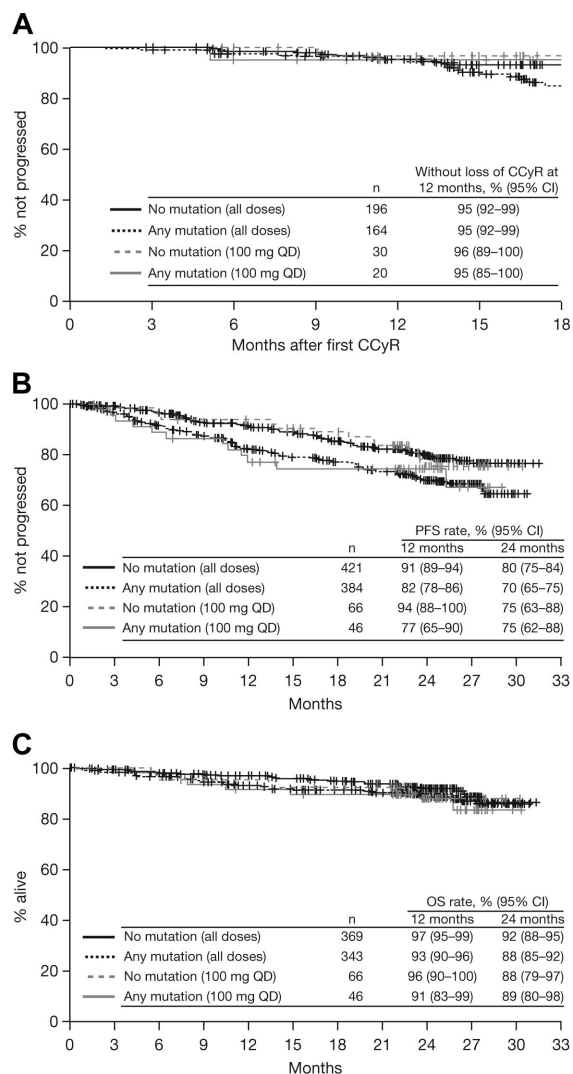 A
% not progressed
100
80
60
40
20
0
Without loss of CCyR at
n 12 months, % (95% CI)
No mutation (all doses) 196 95 (92–99)
Any mutation (all doses) 164 95 (92–99)
No mutation (100 mg QD) 30 96 (89–100)
Any mutation (100 mg QD) 20 95 (85–100)
0 3 6 9 12 15 18
Months after first CCyR
B
% not progressed
100
80
60
40
20
0
PFS rate, % (95% CI)
n 12 months 24 months
No mutation (all doses) 421 91 (89–94) 80 (75–84)
Any mutation (all doses) 384 82 (78–86) 70 (65–75)
No mutation (100 mg QD) 66 94 (88–100) 75 (63–88)
Any mutation (100 mg QD) 46 77 (65–90) 75 (62–88)
0 3 6 9 12 15 18 21 24 27 30 33
Months
C
% alive
100
80
60
40
20
0
OS rate, % (95% CI)
n 12 months 24 months
No mutation (all doses) 369 97 (95–99) 92 (88–95)
Any mutation (all doses) 343 93 (90–96) 88 (85–92)
No mutation (100 mg QD) 66 96 (90–100) 88 (79–97)
Any mutation (100 mg QD) 46 91 (83–99) 89 (80–98)
0 3 6 9 12 15 18 21 24 27 30 33
Months